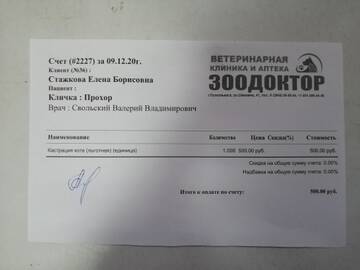 Счет (#2227) за 09.12.20г.
Клиент (№36) :
Стажкова Елена Борисовна
Пациент :
Кличка : Прохор
Врач : Свольский Валерий Владимирович
ВЕТЕРИНАРНАЯ
КЛИНИКА И АПТЕКА
ЗООДОКТОР
Наименование Количество Цена Скидка(%) Стоимость
Кастрация кота (льготная) (единица) 1.000 500.00 руб. 500.00 руб.
Скидка на общую сумму счета: 0.00%
Надбавка на общую сумму счета: 0.00%
Итого к оплате по счету: 500.00 руб.